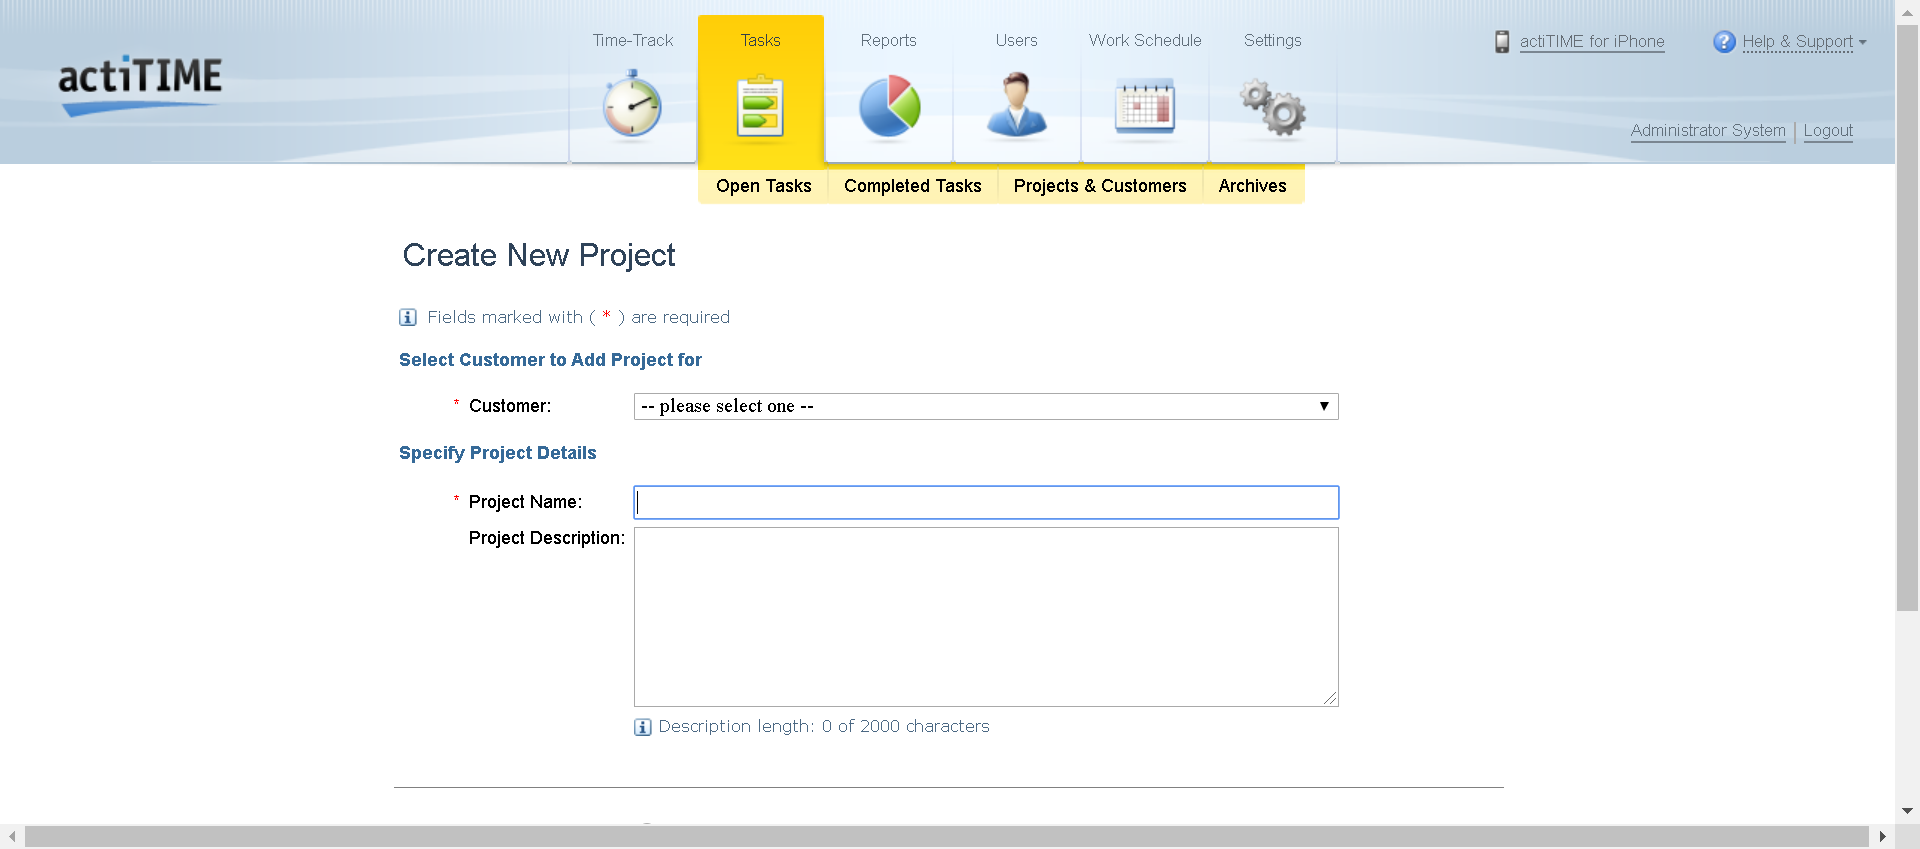 actiTIME
Time-Track
Tasks
Reports
Users
Work Schedule
Settings
actiTIME for iPhone
? Help & Support
Administrator System | Logout
Open Tasks
Completed Tasks
Projects & Customers
Archives
Create New Project
i Fields marked with ( * ) are required
Select Customer to Add Project for
* Customer:
-- please select one --
Specify Project Details
* Project Name:
Project Description:
i Description length: 0 of 2000 characters